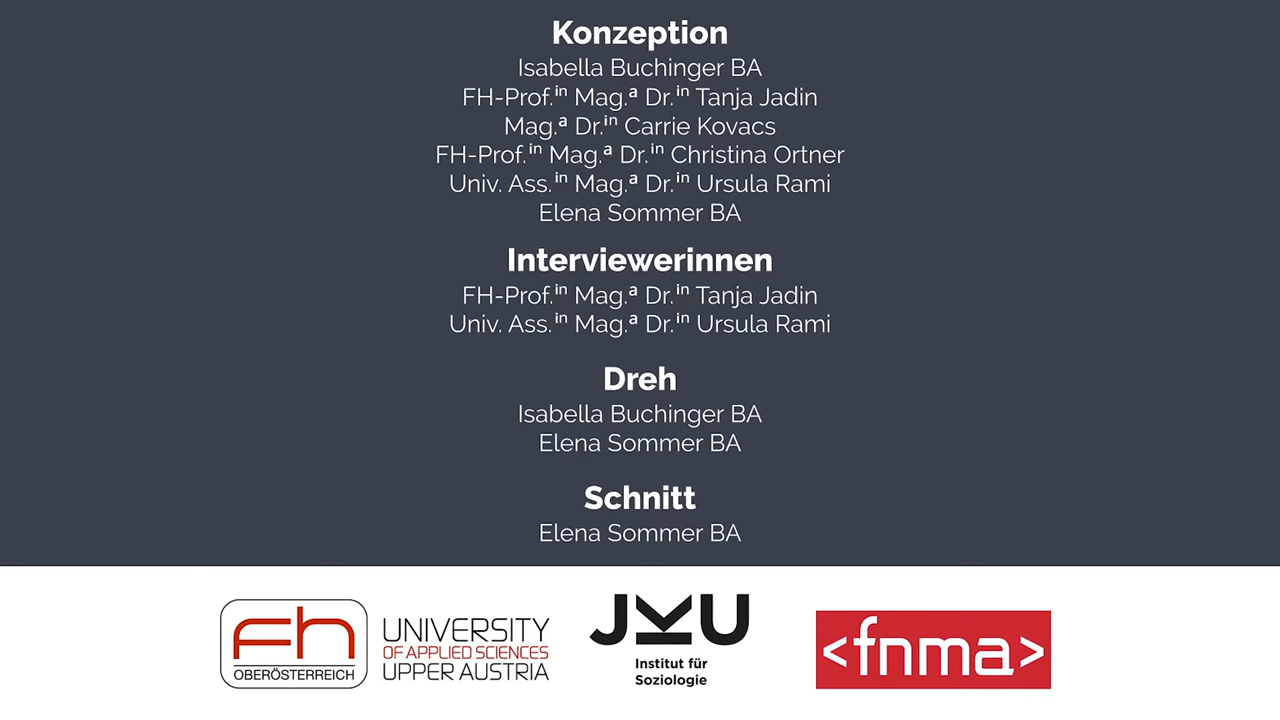 Konzeption
Isabella Buchinger BA
FH-Prof.ⁱⁿ Mag.ª Dr.ⁱⁿ Tanja Jadin
Mag.ª Dr.ⁱⁿ Carrie Kovacs
FH-Prof.ⁱⁿ Mag.ª Dr.ⁱⁿ Christina Ortner
Univ. Ass.ⁱⁿ Mag.ª Dr.ⁱⁿ Ursula Rami
Elena Sommer BA
Interviewerinnen
FH-Prof.ⁱⁿ Mag.ª Dr.ⁱⁿ Tanja Jadin
Univ. Ass.ⁱⁿ Mag.ª Dr.ⁱⁿ Ursula Rami
Dreh
Isabella Buchinger BA
Elena Sommer BA
Schnitt
Elena Sommer BA
fh
OBERÖSTERREICH
UNIVERSITY
OF APPLIED SCIENCES
UPPER AUSTRIA
JKU
Institut für
Soziologie
<fnma>